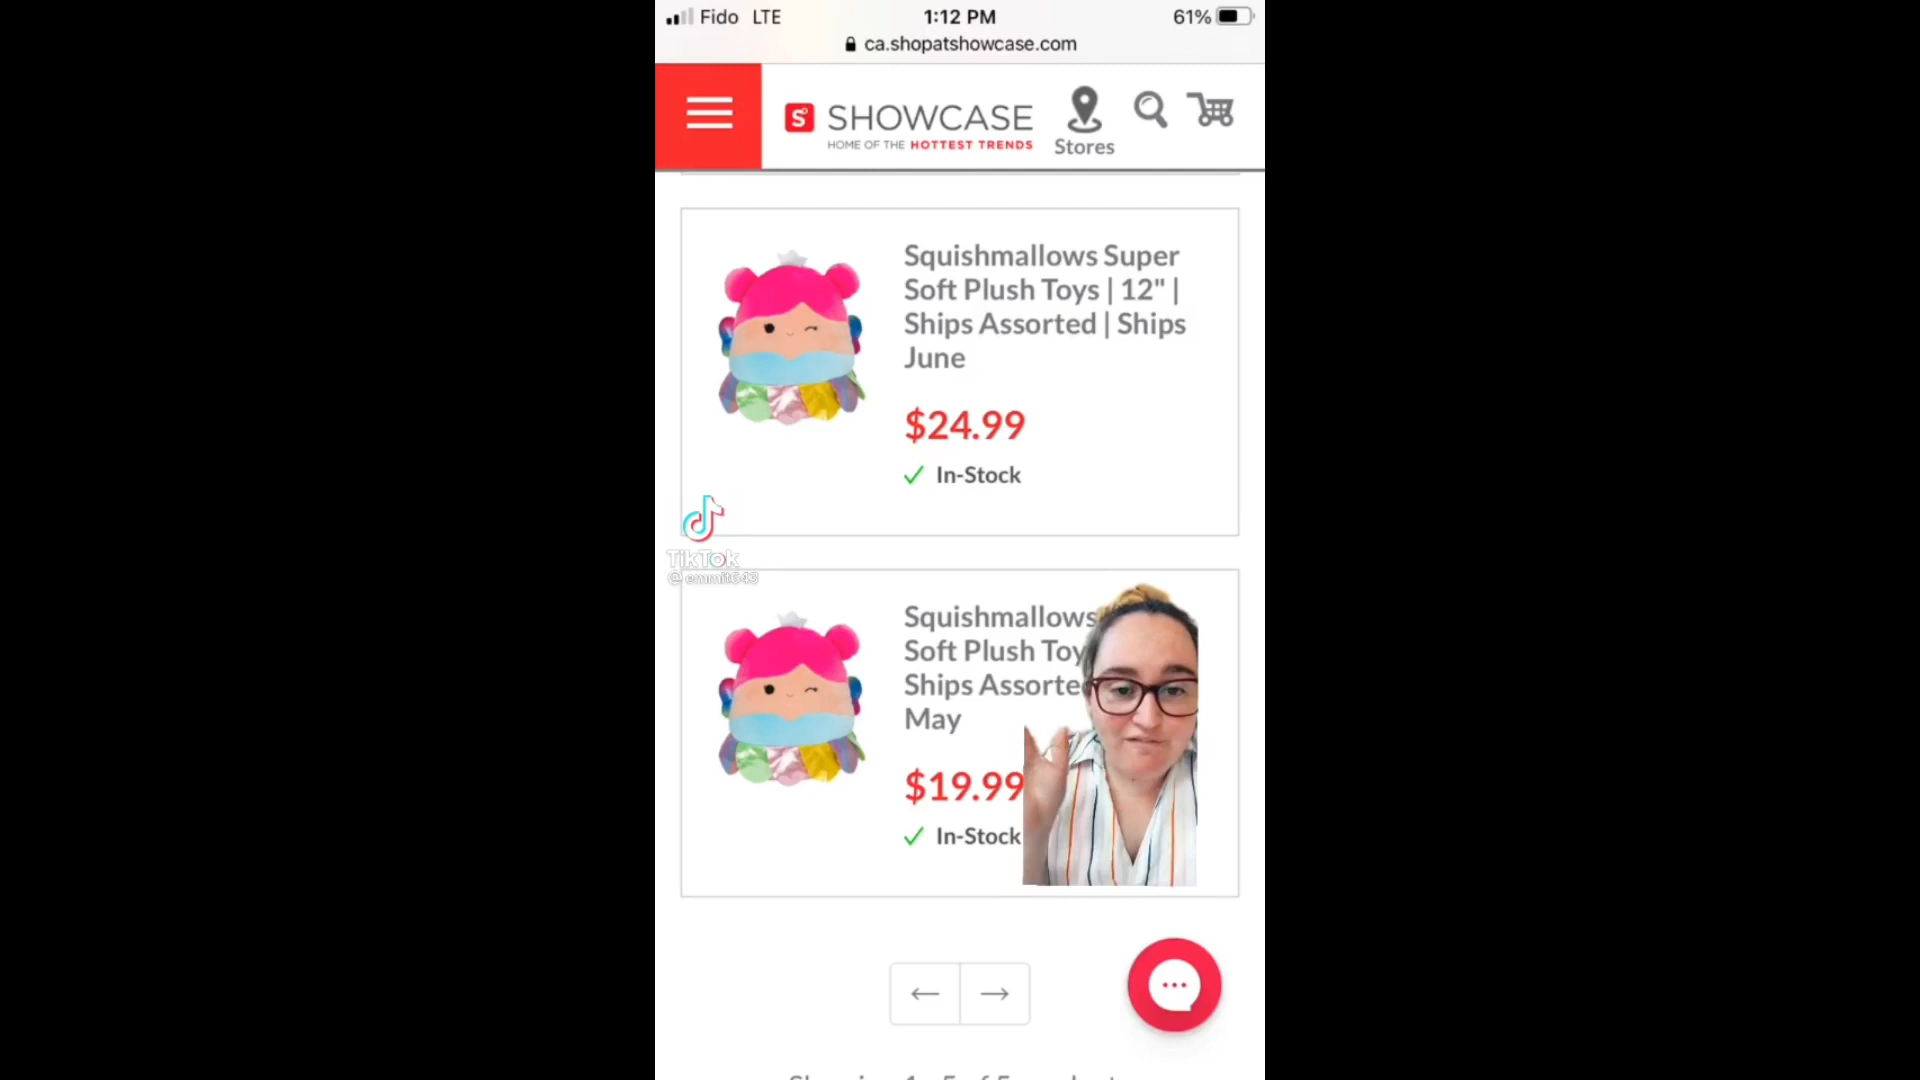 Fido LTE 1:12 PM 61%
ca.shopatshowcase.com
S SHOWCASE
HOME OF THE HOTTEST TRENDS
Stores
Squishmallows Super
Soft Plush Toys | 12" |
Ships Assorted | Ships
June
$24.99
In-Stock
TikTok
@emmit643
Squishmallows
Soft Plush Toy
Ships Assorte
May
$19.99
In-Stock